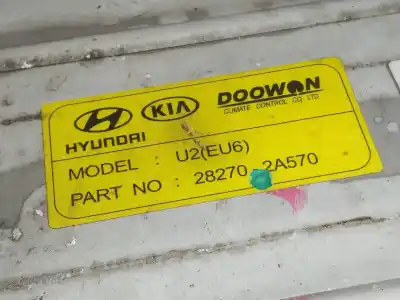 HYUNDAI KIA DOOWON
CLIMATE CONTROL CO. LTD
MODEL : U2(EU6)
PART NO : 28270 2A570